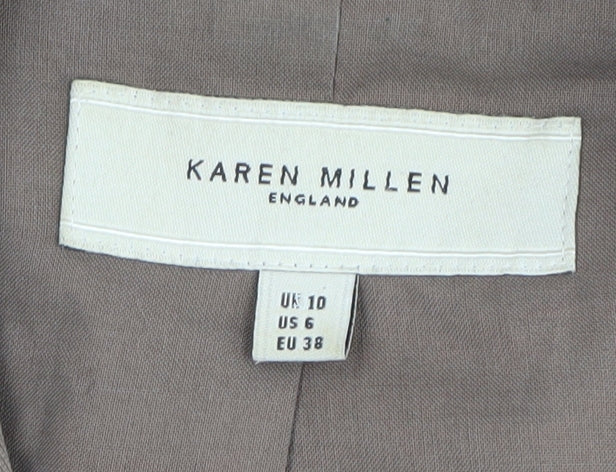 KAREN MILLEN
ENGLAND
UK 10
US 6
EU 38